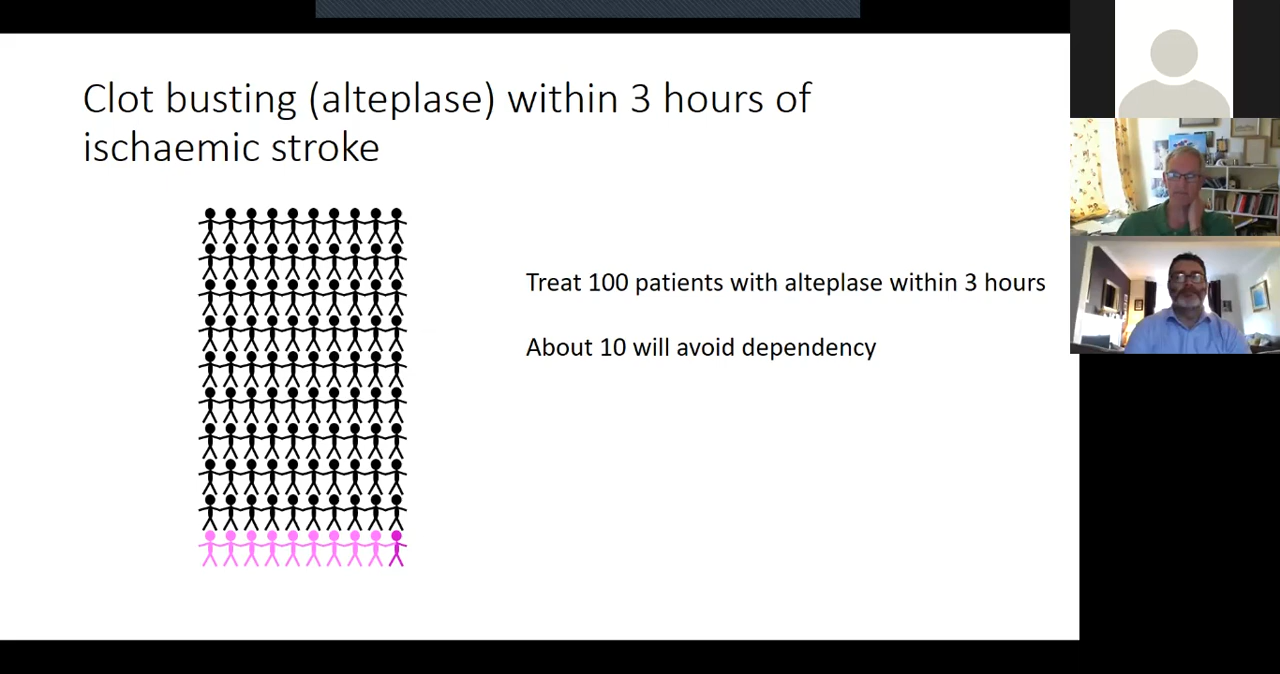 Clot busting (alteplase) within 3 hours of
ischaemic stroke
Treat 100 patients with alteplase within 3 hours
About 10 will avoid dependency